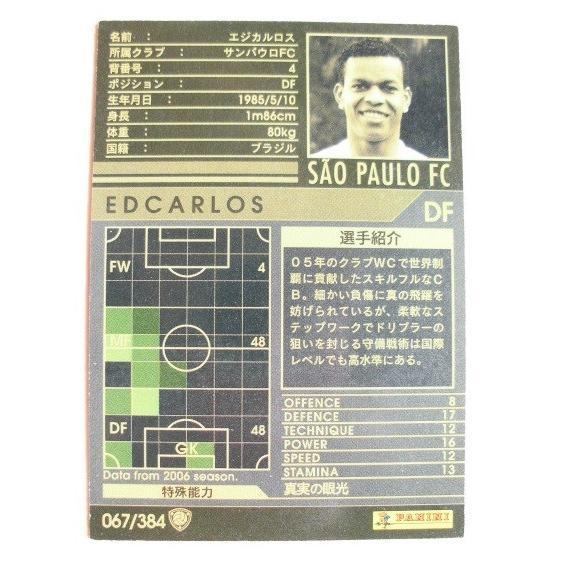 名前 : エジカルロス
所属クラブ : サンパウロFC
背番号 : 4
ポジション : DF
生年月日 : 1985/5/10
身長 : 1m86cm
体重 : 80kg
国籍 : ブラジル
SÃO PAULO FC
EDCARLOS
DF
FW 4
MF 48
DF 48
GK
Data from 2006 season.
特殊能力
選手紹介
05年のクラブWCで世界制
覇に貢献したスキルフルなC
B。細かい負傷に真の飛躍を
妨げられているが、柔軟なス
テップワークでドリブラーの
狙いを封じる守備戦術は国際
レベルでも高水準にある。
OFFENCE 8
DEFENCE 17
TECHNIQUE 12
POWER 16
SPEED 12
STAMINA 13
真実の眼光
067/384
PANINI